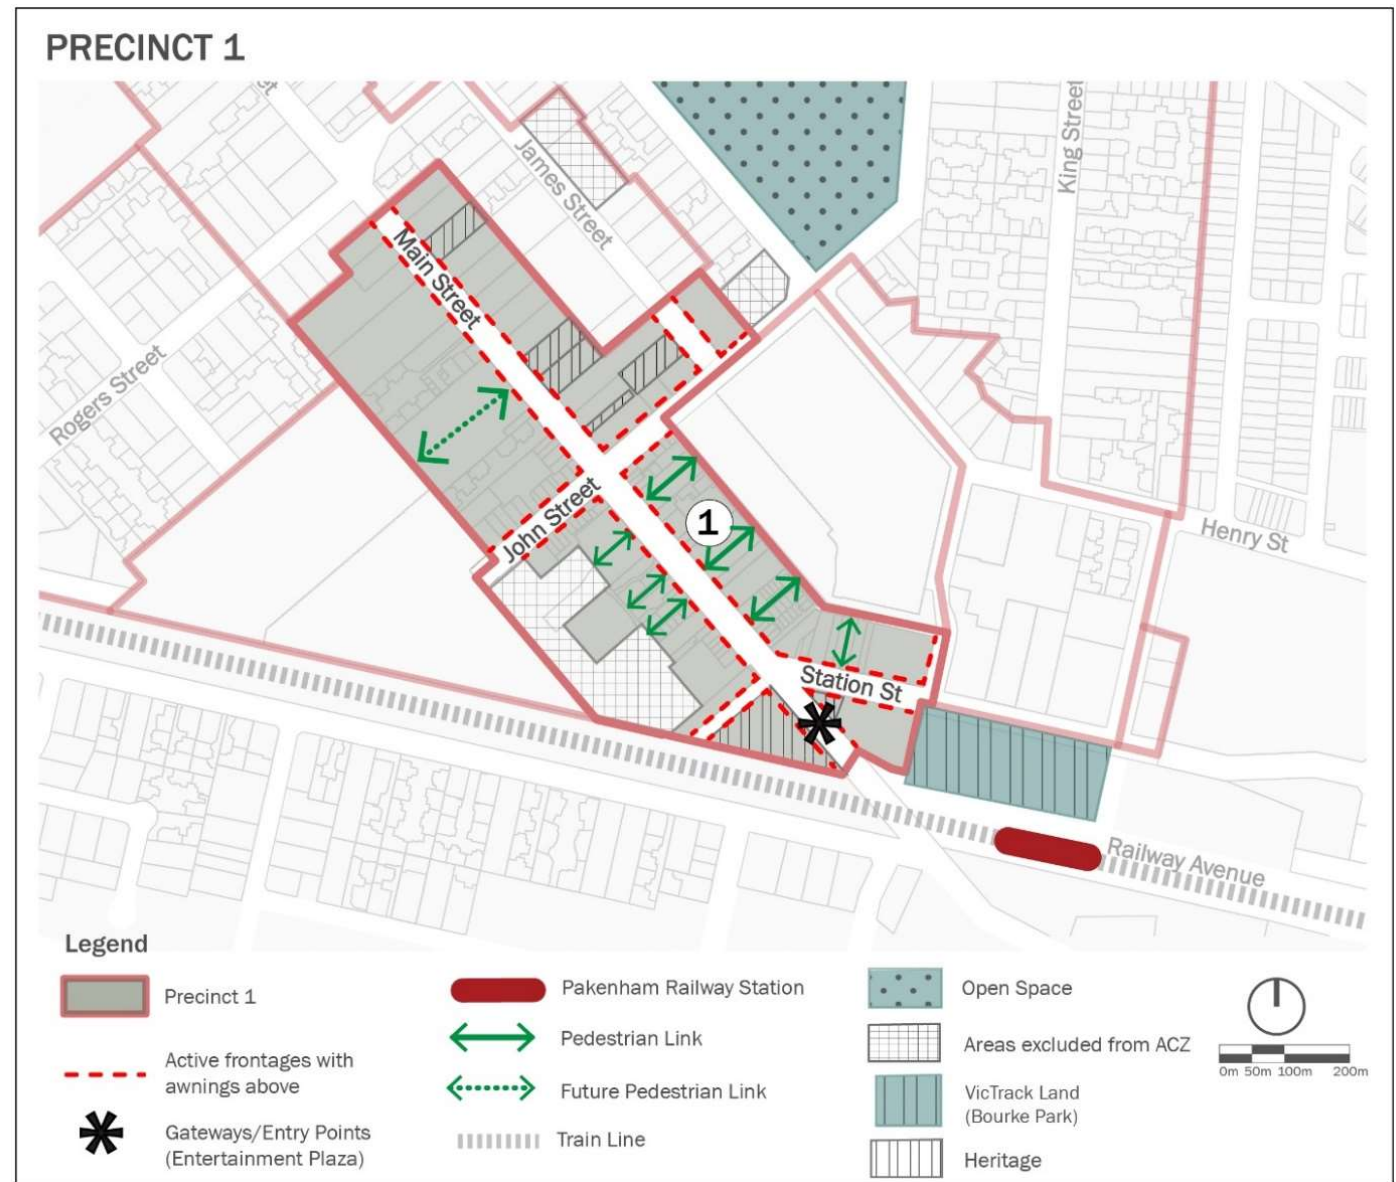 PRECINCT 1
et
James Street
King Street
Main Street
Rogers Street
John Street
1
Henry St
Station St
Railway Avenue
Legend
Precinct 1
Active frontages with
awnings above
Gateways/Entry Points
(Entertainment Plaza)
Pakenham Railway Station
Pedestrian Link
Future Pedestrian Link
Train Line
Open Space
Areas excluded from ACZ
VicTrack Land
(Bourke Park)
Heritage
0m 50m 100m 200m